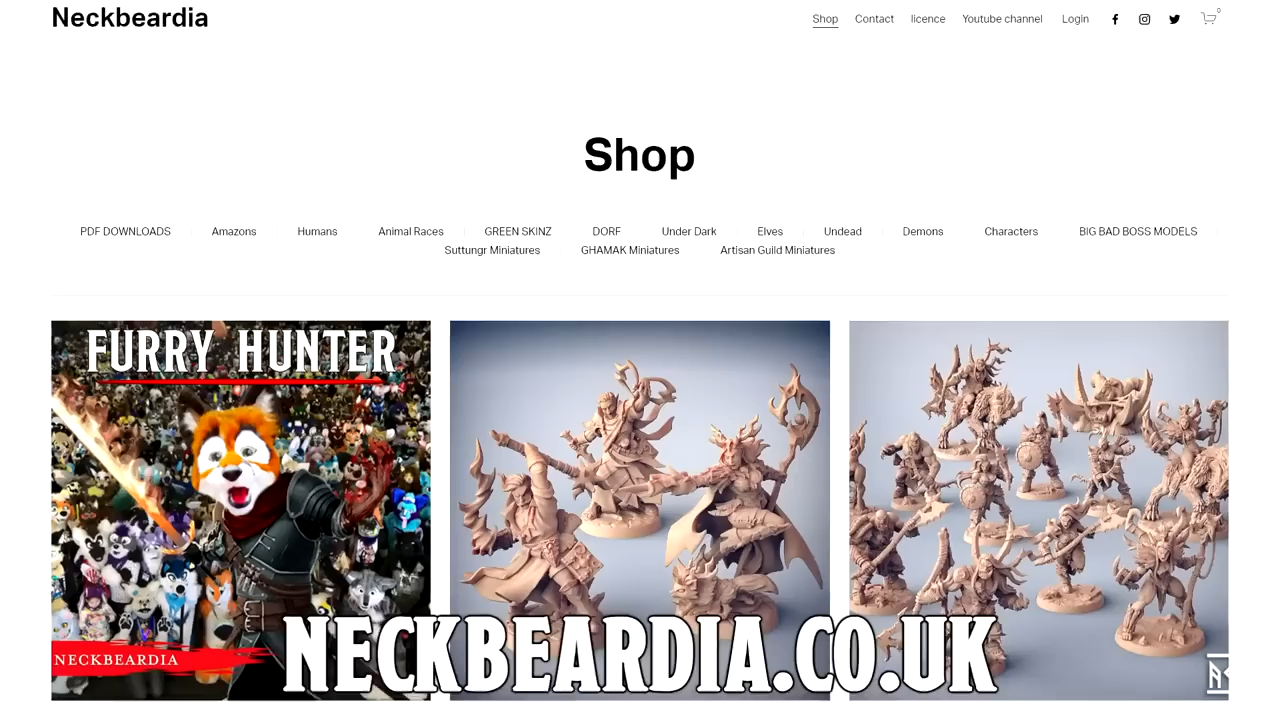 Neckbeardia
Shop Contact licence Youtube channel Login 0
Shop
PDF DOWNLOADS Amazons Humans Animal Races GREEN SKINZ DORF Under Dark Elves Undead Demons Characters BIG BAD BOSS MODELS
Suttungr Miniatures GHAMAK Miniatures Artisan Guild Miniatures
FURRY HUNTER
NECKBEARDIA
NECKBEARDIA.CO.UK